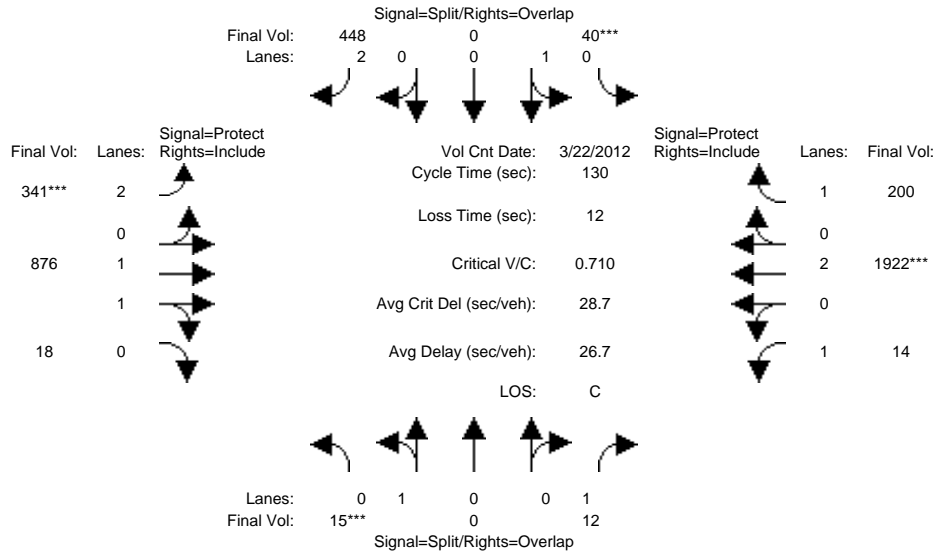 Signal=Split/Rights=Overlap
Final Vol: 448 0 40***
Lanes: 2 0 0 1 0
Signal=Protect
Final Vol: Lanes: Rights=Include
Vol Cnt Date: 3/22/2012
Signal=Protect
Rights=Include Lanes: Final Vol:
Cycle Time (sec): 130
341*** 2
1 200
Loss Time (sec): 12
0
0
876 1
Critical V/C: 0.710
2 1922***
1
Avg Crit Del (sec/veh): 28.7
0
18 0
Avg Delay (sec/veh): 26.7
1 14
LOS: C
Lanes: 0 1 0 0 1
Final Vol: 15*** 0 12
Signal=Split/Rights=Overlap